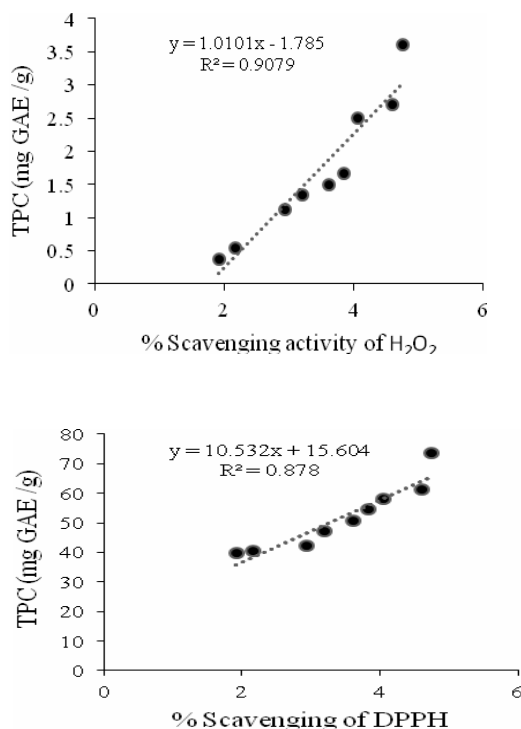 4
3.5
3
2.5
2
1.5
1
0.5
0
y = 1.0101x - 1.785
R² = 0.9079
TPC (mg GAE /g)
0 2 4 6
% Scavenging activity of H₂O₂
80
70
60
50
40
30
20
10
0
y = 10.532x + 15.604
R² = 0.878
TPC (mg GAE /g)
0 2 4 6
% Scavenging of DPPH